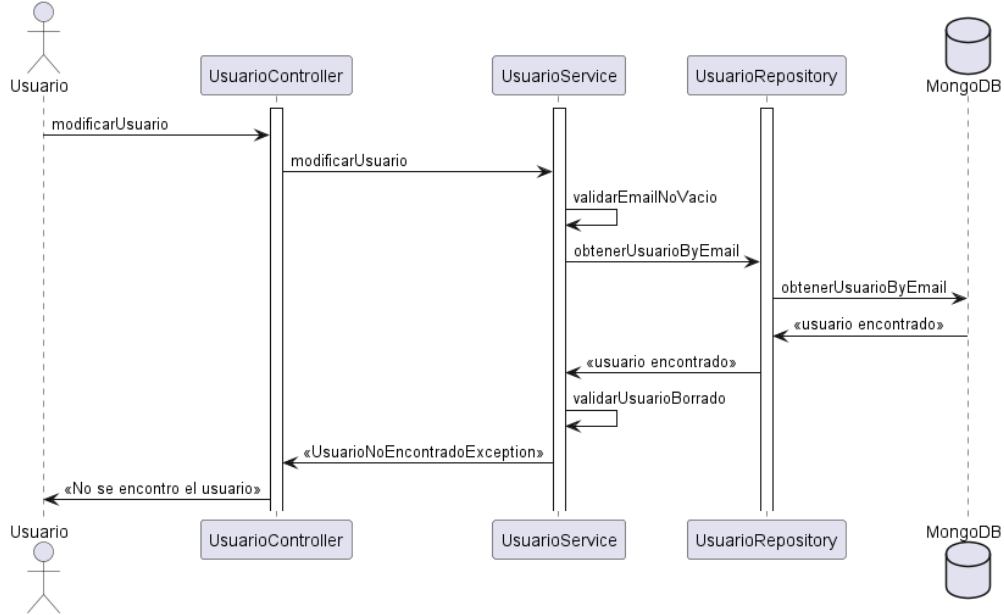 Usuario
UsuarioController
UsuarioService
UsuarioRepository
MongoDB
modificarUsuario
modificarUsuario
validarEmailNoVacio
obtenerUsuarioByEmail
obtenerUsuarioByEmail
«usuario encontrado»
«usuario encontrado»
validarUsuarioBorrado
«UsuarioNoEncontradoException»
«No se encontro el usuario»
Usuario
UsuarioController
UsuarioService
UsuarioRepository
MongoDB